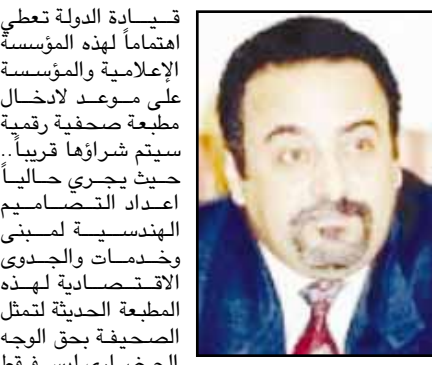 قيادة الدولة تعطي
اهتماماً لهذه المؤسسة
الإعلامية والمؤسسة
على موعد لادخال
مطبعة صحفية رقمية
سيتم شراؤها قريباً..
حيث يجري حالياً
اعداد التصاميم
الهندسية لمبنى
وخدمات والجدوى
الاقتصادية لهذه
المطبعة الحديثة لتمثل
الصحيفة بحق الوجه